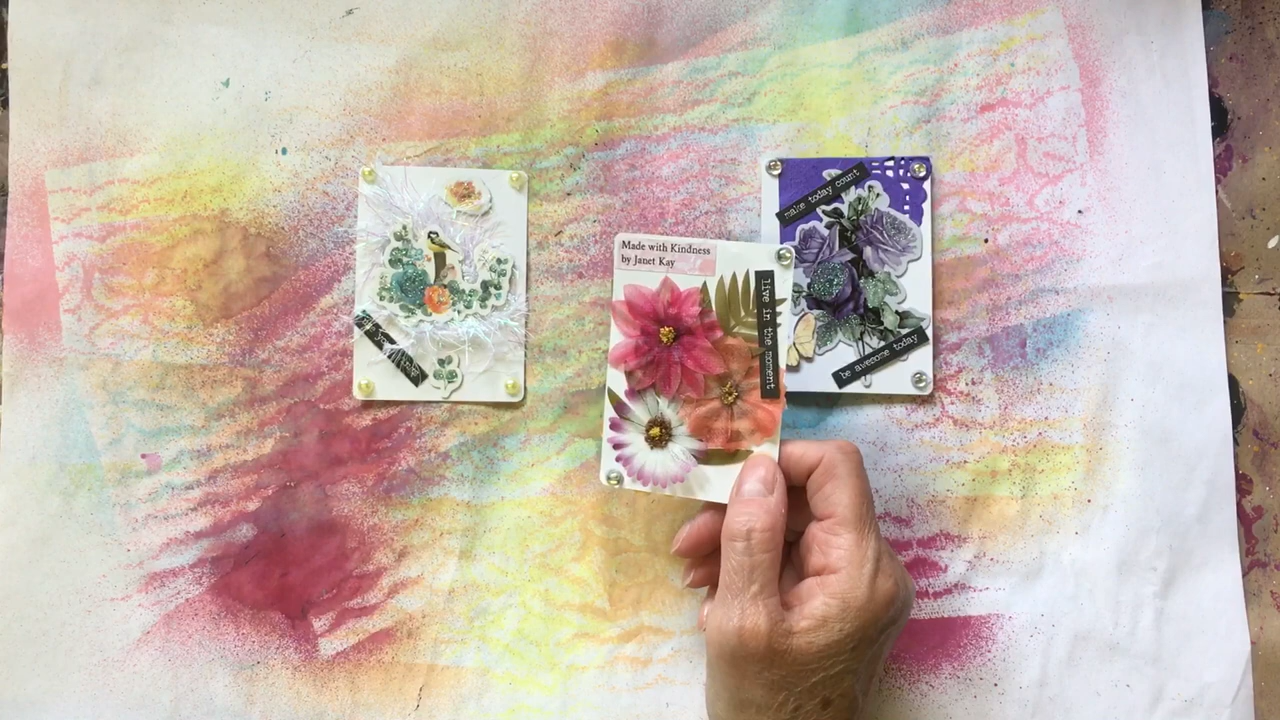 make today count
Made with Kindness
by Janet Kay
live in the moment
be awesome today